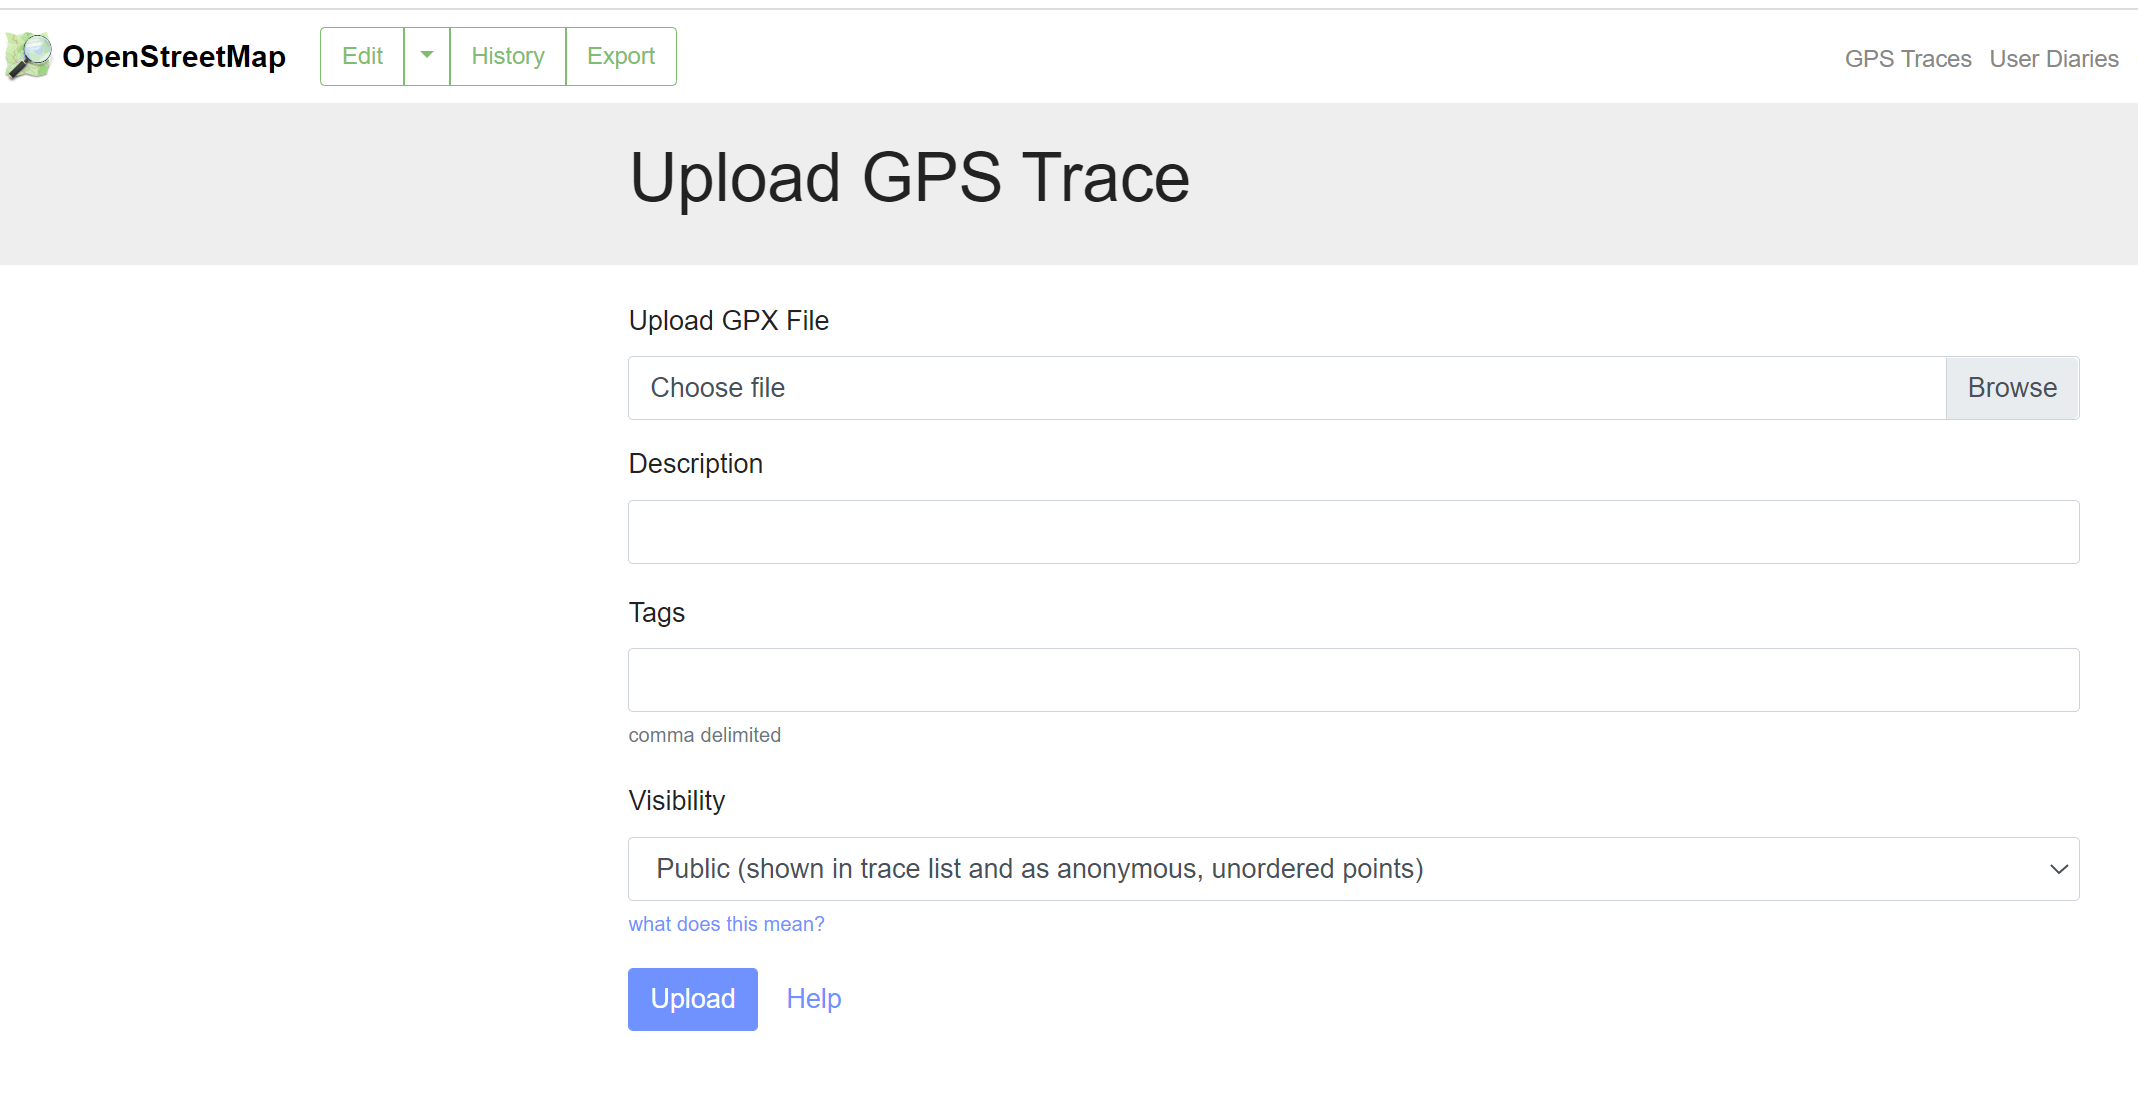 OpenStreetMap Edit History Export GPS Traces User Diaries
Upload GPS Trace
Upload GPX File
Choose file Browse
Description
Tags
comma delimited
Visibility
Public (shown in trace list and as anonymous, unordered points)
what does this mean?
Upload Help